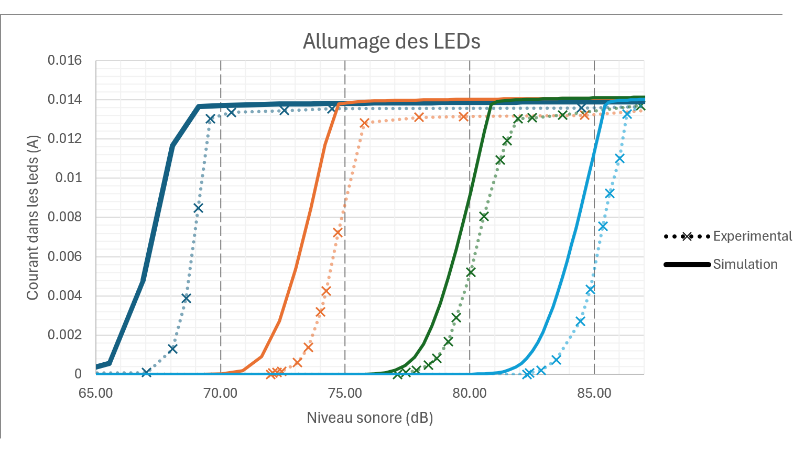 Allumage des LEDs
0.016
0.014
0.012
0.01
0.008
0.006
0.004
0.002
0
Courant dans les leds (A)
65.00 70.00 75.00 80.00 85.00
Niveau sonore (dB)
Experimental
Simulation